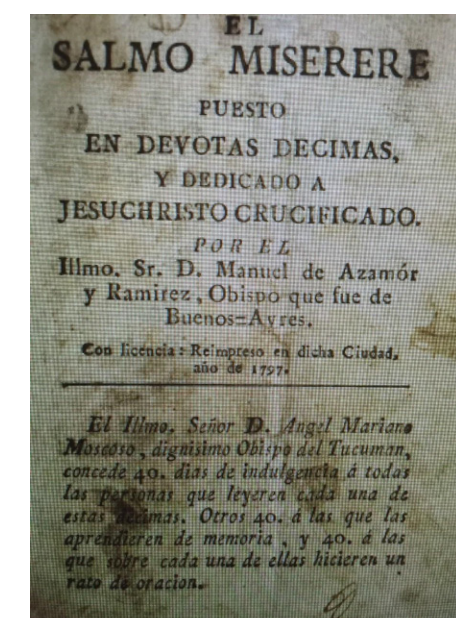 EL
SALMO MISERERE
PUESTO
EN DEVOTAS DECIMAS,
Y DEDICADO A
JESUCHRISTO CRUCIFICADO.
POR EL
Illmo. Sr. D. Manuel de Azamór
y Ramirez, Obispo que fue de
Buenos=Ayres.
Con licencia: Reimpreso en dicha Ciudad,
año de 1797.
El Illmo. Señor D. Angel Mariano
Moscoso, dignisimo Obispo del Tucuman,
concede 40. dias de indulgencia á todas
las personas que leyeren cada una de
estas decimas. Otros 40. á las que las
aprendieren de memoria, y 40. á las
que sobre cada una de ellas hicieren un
rato de oracion.